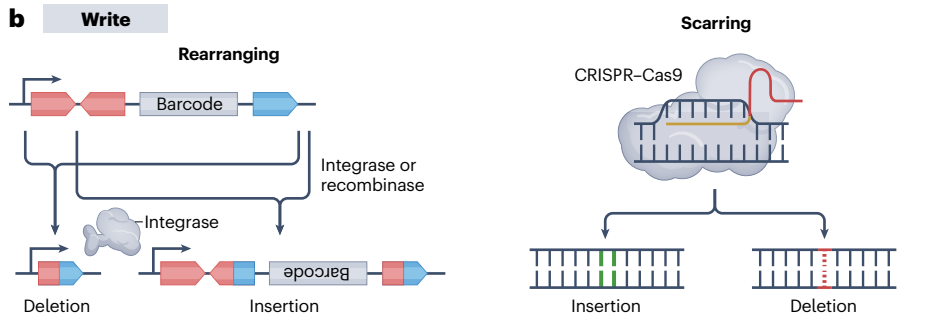 b
Write
Rearranging
Barcode
Integrase or
recombinase
Integrase
Barcode
Deletion
Insertion
Scarring
CRISPR–Cas9
Insertion
Deletion